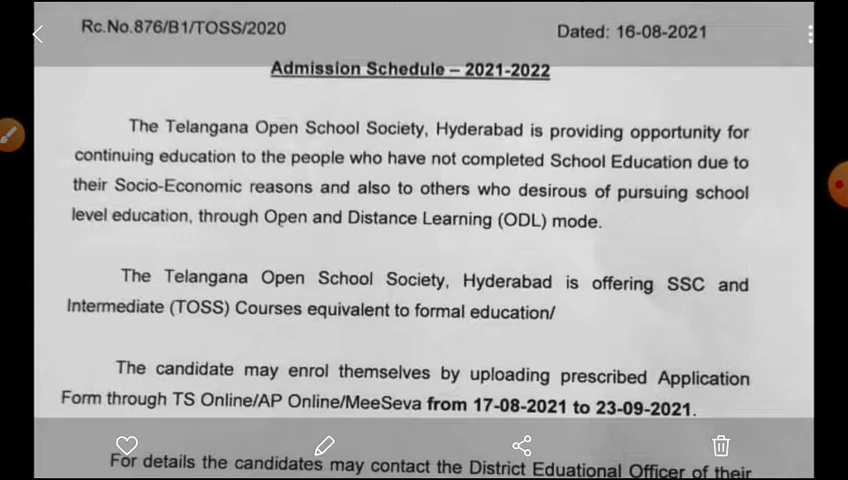 Rc.No.876/B1/TOSS/2020 Dated: 16-08-2021
Admission Schedule – 2021-2022
The Telangana Open School Society, Hyderabad is providing opportunity for
continuing education to the people who have not completed School Education due to
their Socio-Economic reasons and also to others who desirous of pursuing school
level education, through Open and Distance Learning (ODL) mode.
The Telangana Open School Society, Hyderabad is offering SSC and
Intermediate (TOSS) Courses equivalent to formal education/
The candidate may enrol themselves by uploading prescribed Application
Form through TS Online/AP Online/MeeSeva from 17-08-2021 to 23-09-2021.
For details the candidates may contact the District Eduational Officer of their